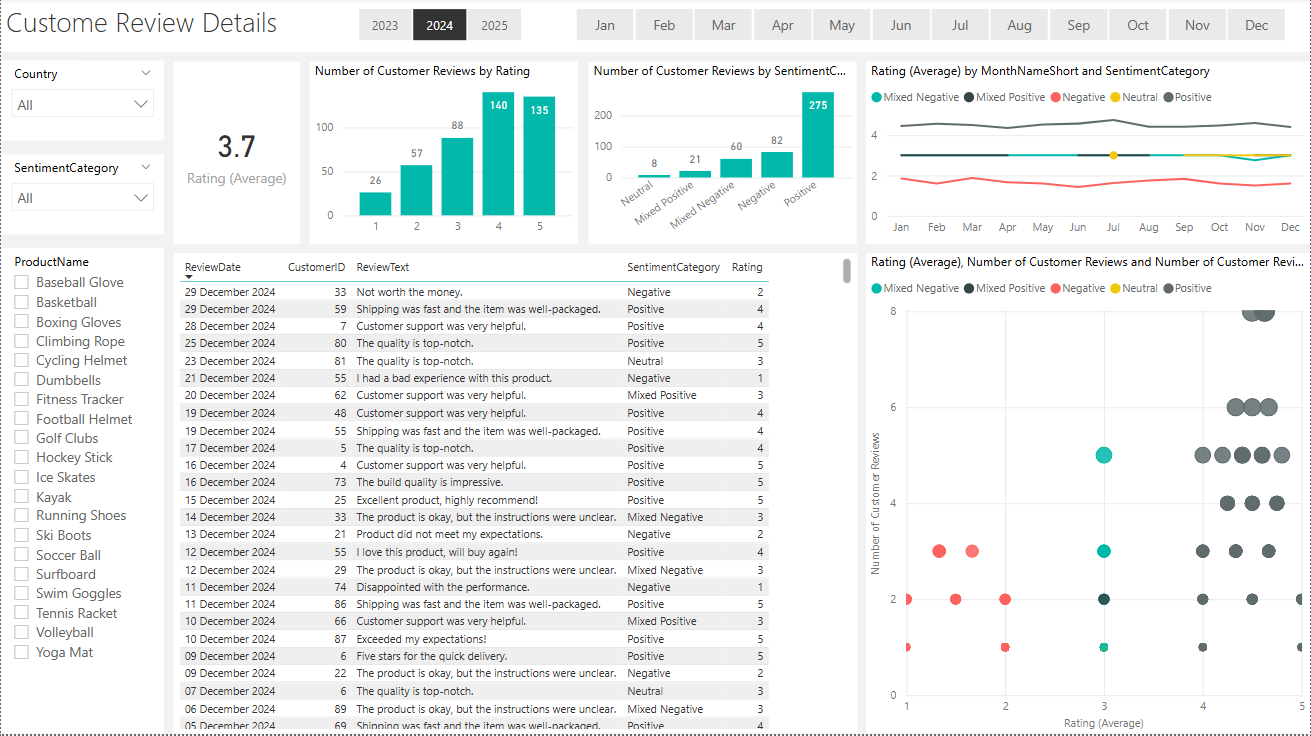 Custome Review Details
2023 2024 2025
Jan Feb Mar Apr May Jun Jul Aug Sep Oct Nov Dec
Country
All
SentimentCategory
All
3.7
Rating (Average)
Number of Customer Reviews by Rating
100
50
0
26 57 88 140 135
1 2 3 4 5
Number of Customer Reviews by SentimentC...
200
100
0
8 21 60 82 275
Neutral
Mixed Positive
Mixed Negative
Negative
Positive
Rating (Average) by MonthNameShort and SentimentCategory
Mixed Negative Mixed Positive Negative Neutral Positive
4
2
0
Jan Feb Mar Apr May Jun Jul Aug Sep Oct Nov Dec
ProductName
Baseball Glove
Basketball
Boxing Gloves
Climbing Rope
Cycling Helmet
Dumbbells
Fitness Tracker
Football Helmet
Golf Clubs
Hockey Stick
Ice Skates
Kayak
Running Shoes
Ski Boots
Soccer Ball
Surfboard
Swim Goggles
Tennis Racket
Volleyball
Yoga Mat
ReviewDate CustomerID ReviewText SentimentCategory Rating
29 December 2024 33 Not worth the money. Negative 2
29 December 2024 59 Shipping was fast and the item was well-packaged. Positive 4
28 December 2024 7 Customer support was very helpful. Positive 4
25 December 2024 80 The quality is top-notch. Positive 5
23 December 2024 81 The quality is top-notch. Neutral 3
21 December 2024 55 I had a bad experience with this product. Negative 1
20 December 2024 62 Customer support was very helpful. Mixed Positive 3
19 December 2024 48 Customer support was very helpful. Positive 4
19 December 2024 55 Shipping was fast and the item was well-packaged. Positive 4
17 December 2024 5 The quality is top-notch. Positive 4
16 December 2024 4 Customer support was very helpful. Positive 5
16 December 2024 73 The build quality is impressive. Positive 5
15 December 2024 25 Excellent product, highly recommend! Positive 5
14 December 2024 33 The product is okay, but the instructions were unclear. Mixed Negative 3
13 December 2024 21 Product did not meet my expectations. Negative 2
12 December 2024 55 I love this product, will buy again! Positive 4
12 December 2024 29 The product is okay, but the instructions were unclear. Mixed Negative 3
11 December 2024 74 Disappointed with the performance. Negative 1
11 December 2024 86 Shipping was fast and the item was well-packaged. Positive 5
10 December 2024 66 Customer support was very helpful. Mixed Positive 3
10 December 2024 87 Exceeded my expectations! Positive 5
09 December 2024 6 Five stars for the quick delivery. Positive 5
09 December 2024 22 The product is okay, but the instructions were unclear. Negative 2
07 December 2024 6 The quality is top-notch. Neutral 3
06 December 2024 89 The product is okay, but the instructions were unclear. Mixed Negative 3
05 December 2024 69 Shipping was fast and the item was well-packaged. Positive 4
Rating (Average), Number of Customer Reviews and Number of Customer Revi...
Mixed Negative Mixed Positive Negative Neutral Positive
Number of Customer Reviews
8
6
4
2
0
1 2 3 4 5
Rating (Average)